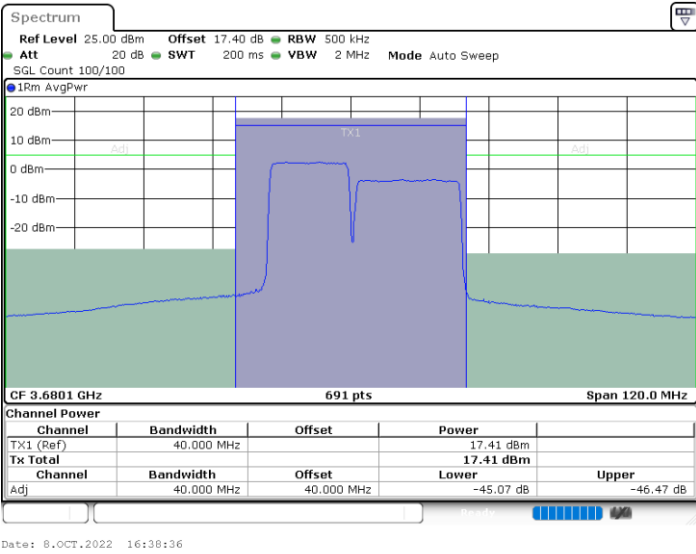 Spectrum
Ref Level 25.00 dBm Offset 17.40 dB RBW 500 kHz
Att 20 dB SWT 200 ms VBW 2 MHz Mode Auto Sweep
SGL Count 100/100
1Rm AvgPwr
20 dBm
TX1
10 dBm
Adj Adj
0 dBm
-10 dBm
-20 dBm
CF 3.6801 GHz 691 pts Span 120.0 MHz
Channel Power
Channel Bandwidth Offset Power
TX1 (Ref) 40.000 MHz 17.41 dBm
Tx Total 17.41 dBm
Channel Bandwidth Offset Lower Upper
Adj 40.000 MHz 40.000 MHz -45.07 dB -46.47 dB
Ready
Date: 8.OCT.2022 16:38:36